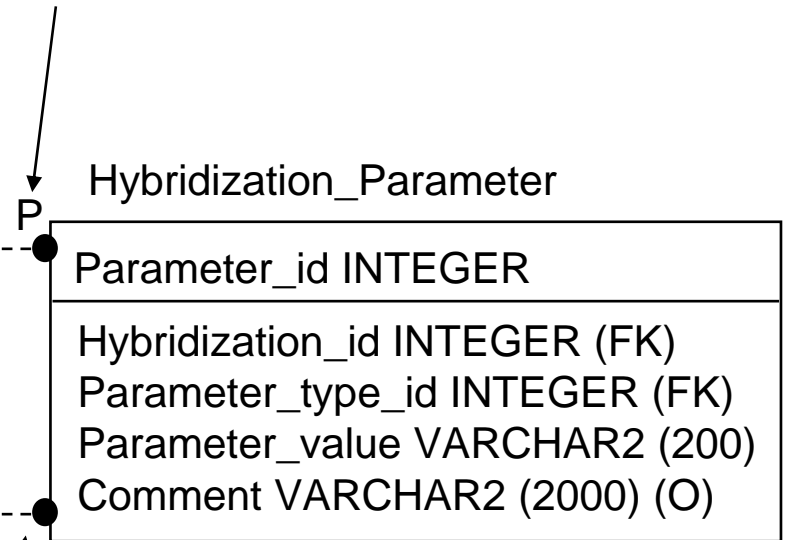 Hybridization_Parameter
P
Parameter_id INTEGER
Hybridization_id INTEGER (FK)
Parameter_type_id INTEGER (FK)
Parameter_value VARCHAR2 (200)
Comment VARCHAR2 (2000) (O)